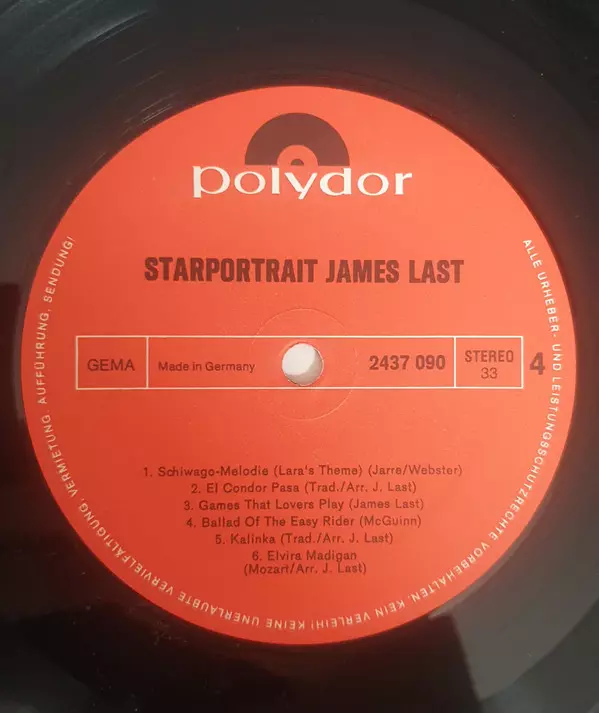 polydor
STARPORTRAIT JAMES LAST
GEMA
Made in Germany
2437 090
STEREO
33
4
1. Schiwago-Melodie (Lara's Theme) (Jarre/Webster)
2. El Condor Pasa (Trad./Arr. J. Last)
3. Games That Lovers Play (James Last)
4. Ballad Of The Easy Rider (McGuinn)
5. Kalinka (Trad./Arr. J. Last)
6. Elvira Madigan
(Mozart/Arr. J. Last)
ALLE URHEBER- UND LEISTUNGSSCHUTZRECHTE VORBEHALTEN. KEIN VERLEIH! KEINE UNERLAUBTE VERVIELFÄLTIGUNG, VERMIETUNG, AUFFÜHRUNG, SENDUNG!